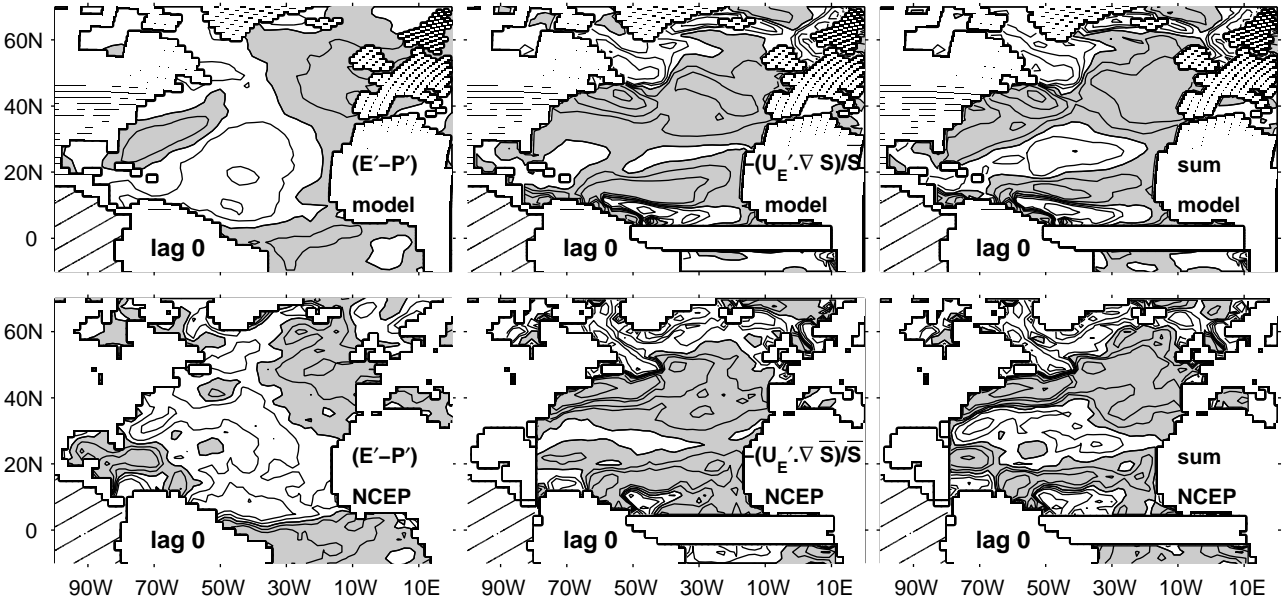 60N
40N
20N
0
(E′−P′)
model
lag 0
−(U_E′.∇ S)/S
model
lag 0
sum
model
lag 0
60N
40N
20N
0
(E′−P′)
NCEP
lag 0
−(U_E′.∇ S̅)/S̅
NCEP
lag 0
sum
NCEP
lag 0
90W 70W 50W 30W 10W 10E
90W 70W 50W 30W 10W 10E
90W 70W 50W 30W 10W 10E